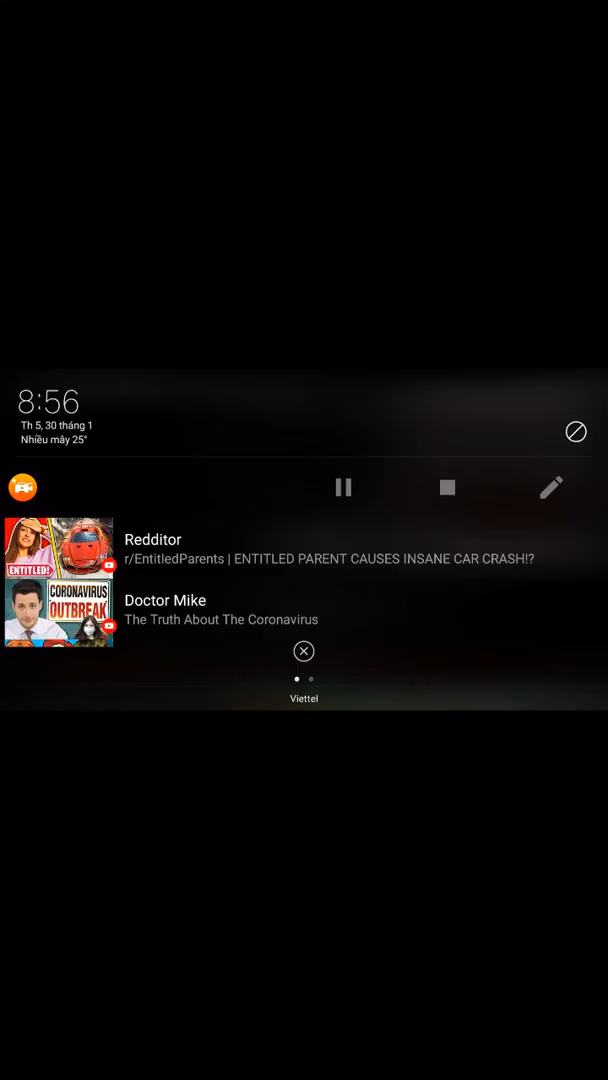 8:56
Th 5, 30 tháng 1
Nhiều mây 25°
ENTITLED!
Redditor
r/EntitledParents | ENTITLED PARENT CAUSES INSANE CAR CRASH!?
CORONAVIRUS
OUTBREAK
Doctor Mike
The Truth About The Coronavirus
Viettel